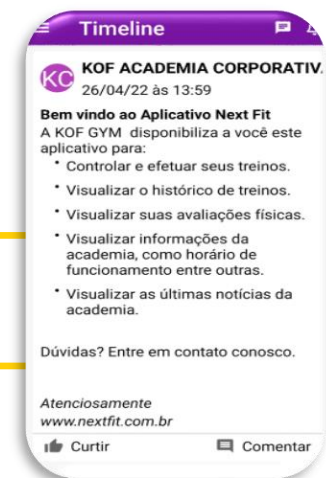 Timeline
KC
KOF ACADEMIA CORPORATIV
26/04/22 às 13:59
Bem vindo ao Aplicativo Next Fit
A KOF GYM disponibiliza a você este
aplicativo para:
• Controlar e efetuar seus treinos.
• Visualizar o histórico de treinos.
• Visualizar suas avaliações físicas.
• Visualizar informações da
academia, como horário de
funcionamento entre outras.
• Visualizar as últimas notícias da
academia.
Dúvidas? Entre em contato conosco.
Atenciosamente
www.nextfit.com.br
Curtir
Comentar